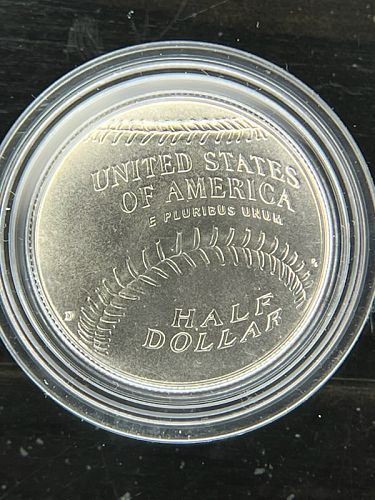 UNITED STATES
OF AMERICA
E PLURIBUS UNUM
D
HALF
DOLLAR